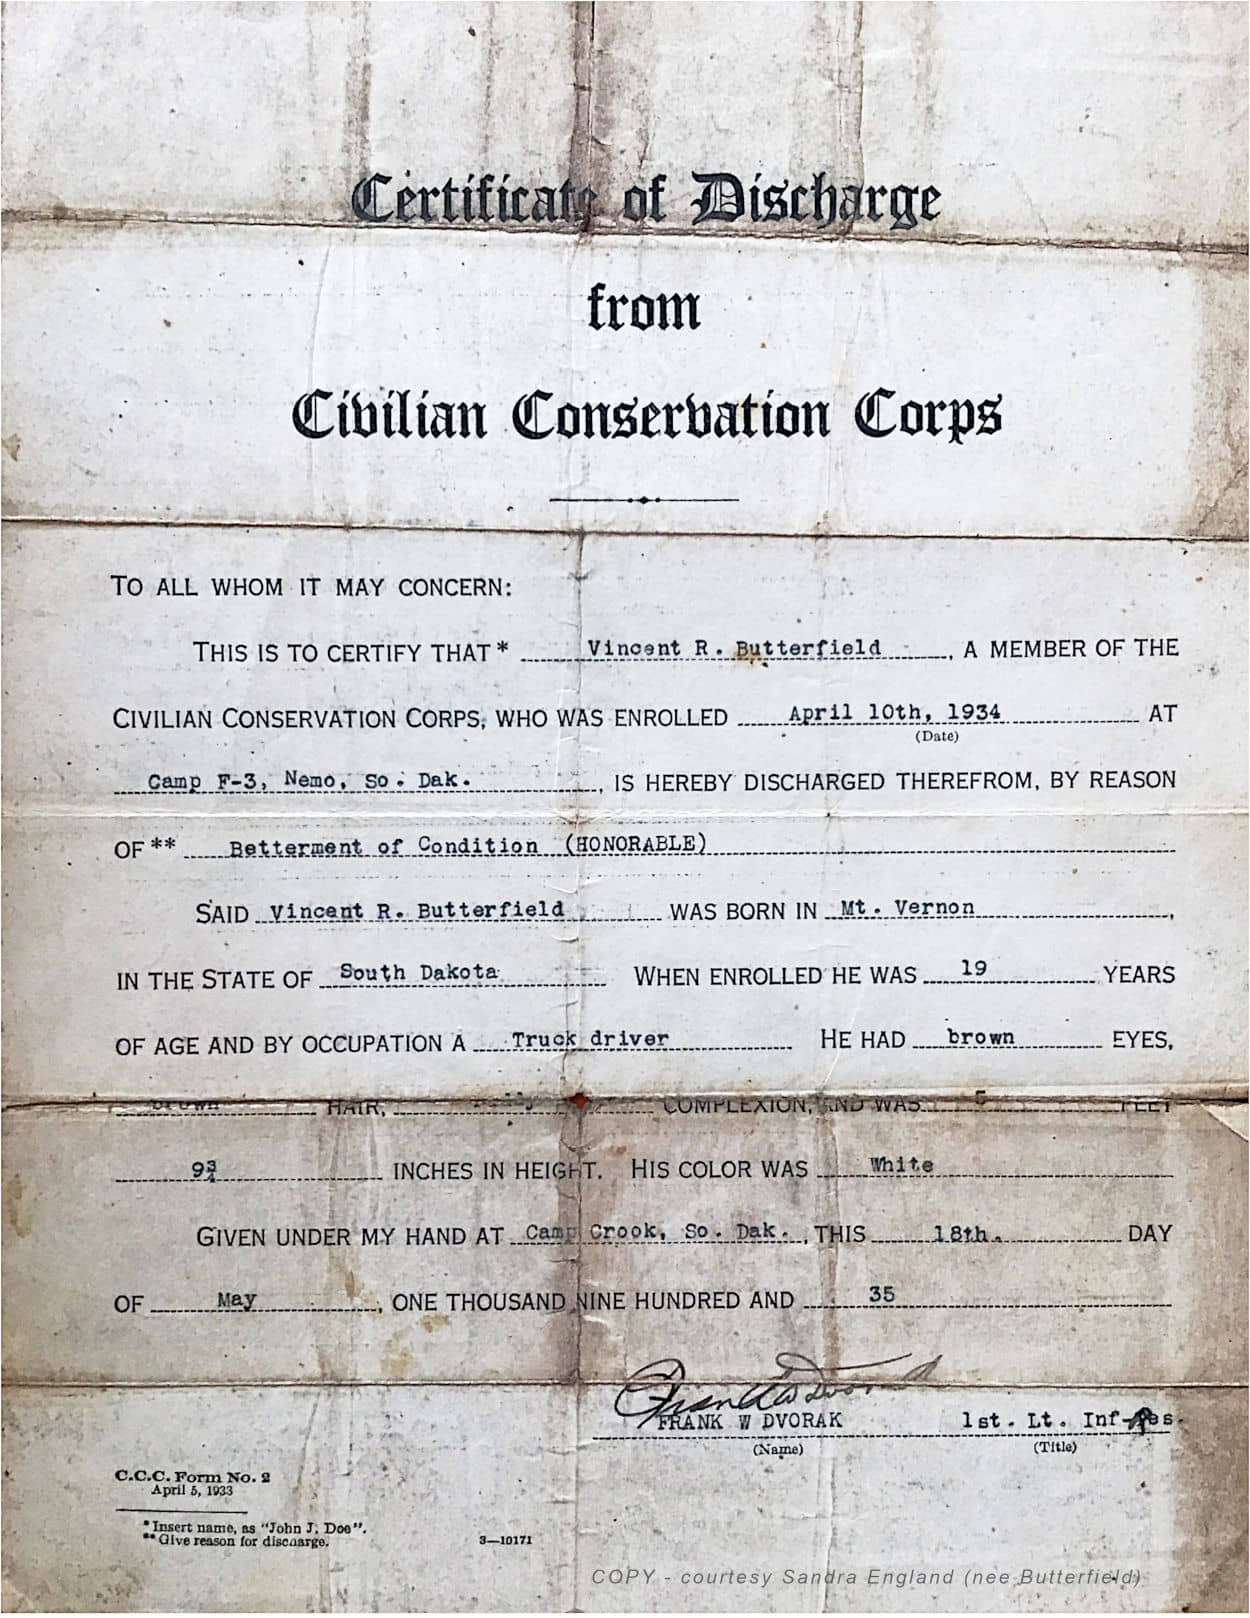 Certificate of Discharge
from
Civilian Conservation Corps
TO ALL WHOM IT MAY CONCERN:
THIS IS TO CERTIFY THAT * Vincent R. Butterfield, A MEMBER OF THE
CIVILIAN CONSERVATION CORPS, WHO WAS ENROLLED April 10th, 1934 AT
(Date)
Camp F-3, Nemo, So. Dak., IS HEREBY DISCHARGED THEREFROM, BY REASON
OF ** Betterment of Condition (HONORABLE)
SAID Vincent R. Butterfield WAS BORN IN Mt. Vernon,
IN THE STATE OF South Dakota WHEN ENROLLED HE WAS 19 YEARS
OF AGE AND BY OCCUPATION A Truck driver HE HAD brown EYES,
brown HAIR, COMPLEXION, AND WAS 5 FEET
9¾ INCHES IN HEIGHT. HIS COLOR WAS White
GIVEN UNDER MY HAND AT Camp Crook, So. Dak., THIS 18th. DAY
OF May, ONE THOUSAND NINE HUNDRED AND 35
Frank W Dvorak
FRANK W DVORAK 1st. Lt. Inf-Res.
(Name) (Title)
C.C.C. Form No. 2
April 5, 1933
* Insert name, as "John J. Doe".
** Give reason for discharge.
3—10171
COPY - courtesy Sandra England (nee Butterfield)